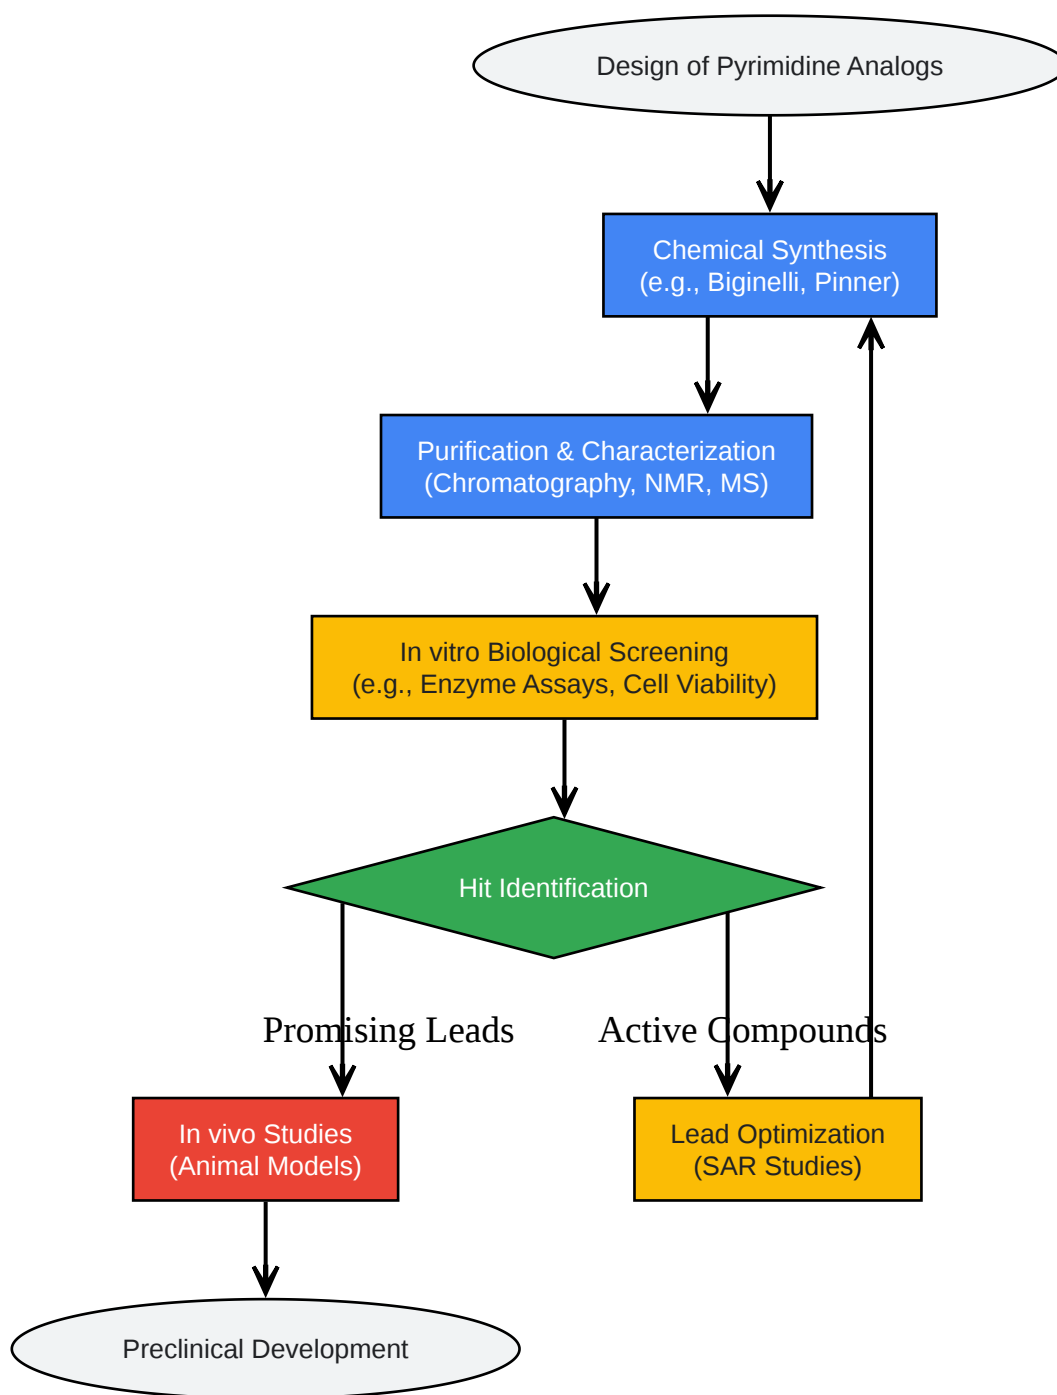 Design of Pyrimidine Analogs
Chemical Synthesis
(e.g., Biginelli, Pinner)
Purification & Characterization
(Chromatography, NMR, MS)
In vitro Biological Screening
(e.g., Enzyme Assays, Cell Viability)
Hit Identification
Promising Leads
Active Compounds
In vivo Studies
(Animal Models)
Lead Optimization
(SAR Studies)
Preclinical Development